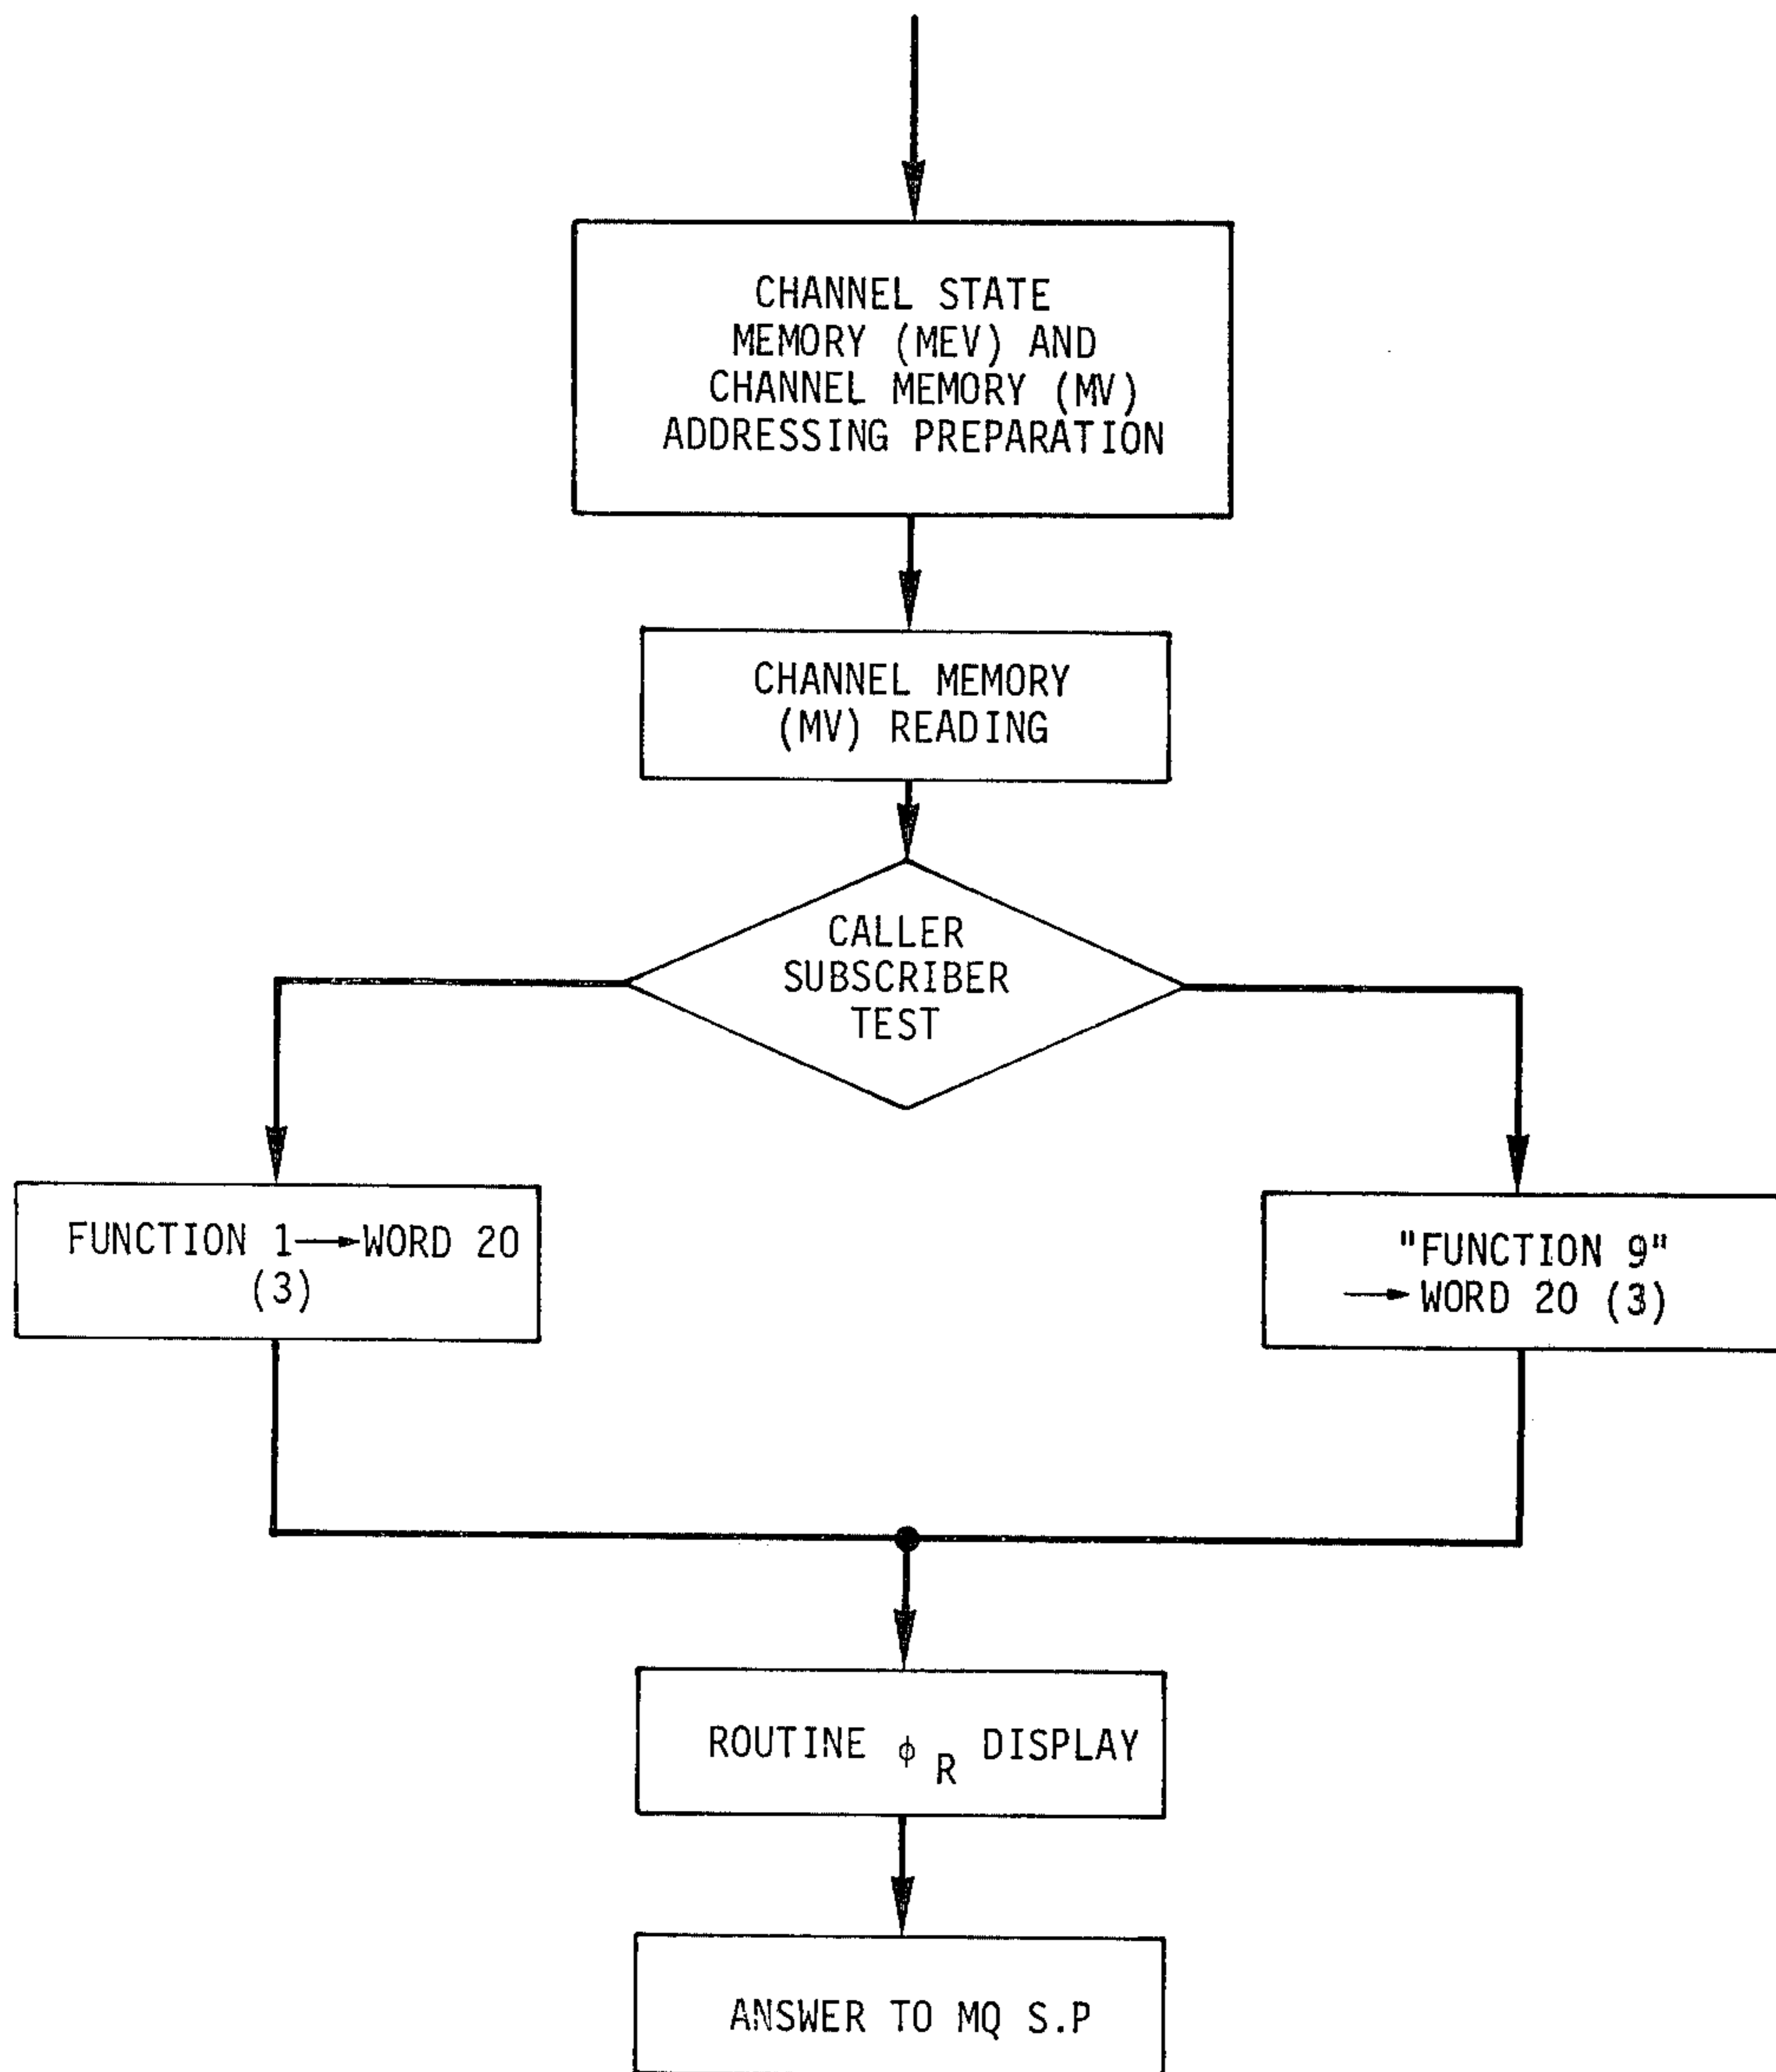 CHANNEL STATE
MEMORY (MEV) AND
CHANNEL MEMORY (MV)
ADDRESSING PREPARATION
CHANNEL MEMORY
(MV) READING
CALLER
SUBSCRIBER
TEST
FUNCTION 1→WORD 20
(3)
"FUNCTION 9"
→ WORD 20 (3)
ROUTINE ϕ R DISPLAY
ANSWER TO MQ S.P